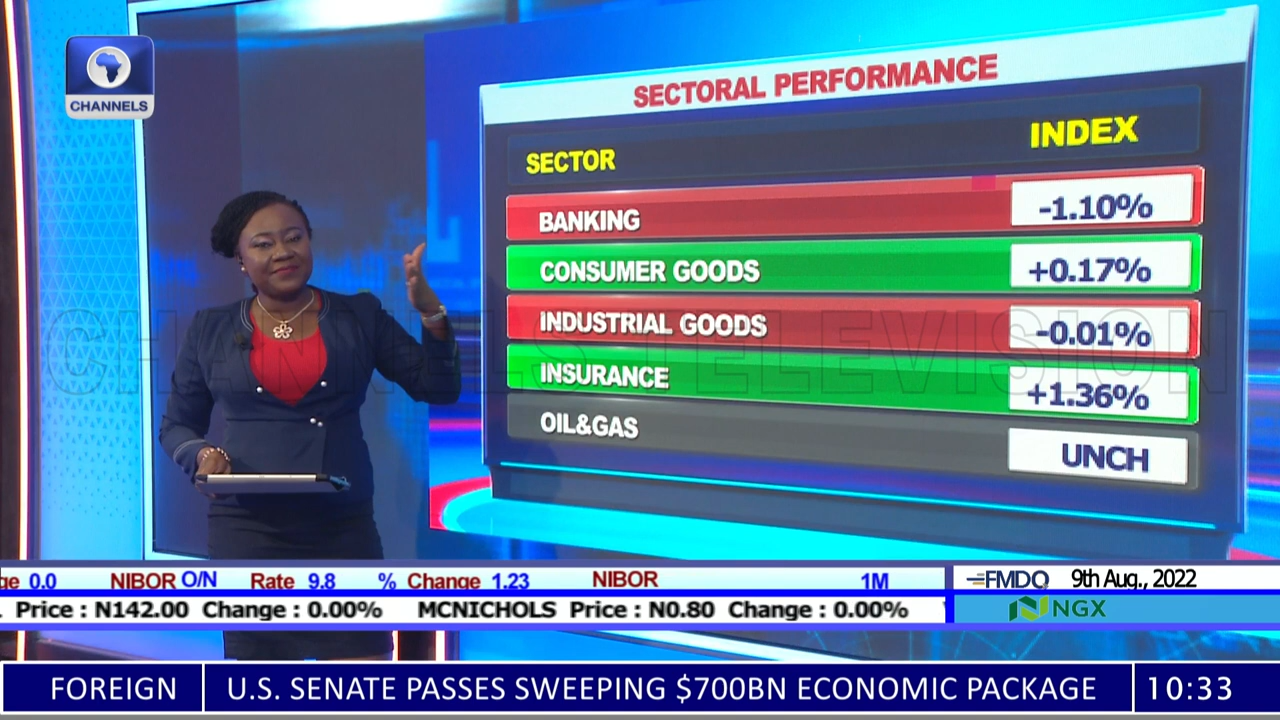 CHANNELS
SECTORAL PERFORMANCE
SECTOR INDEX
BANKING -1.10%
CONSUMER GOODS +0.17%
INDUSTRIAL GOODS -0.01%
INSURANCE +1.36%
OIL&GAS UNCH
CHANNELS TELEVISION
ge 0.0 NIBOR O/N Rate 9.8 % Change 1.23 NIBOR 1M
FMDQ 9th Aug., 2022
Price : N142.00 Change : 0.00% MCNICHOLS Price : N0.80 Change : 0.00%
NGX
FOREIGN U.S. SENATE PASSES SWEEPING $700BN ECONOMIC PACKAGE 10:33